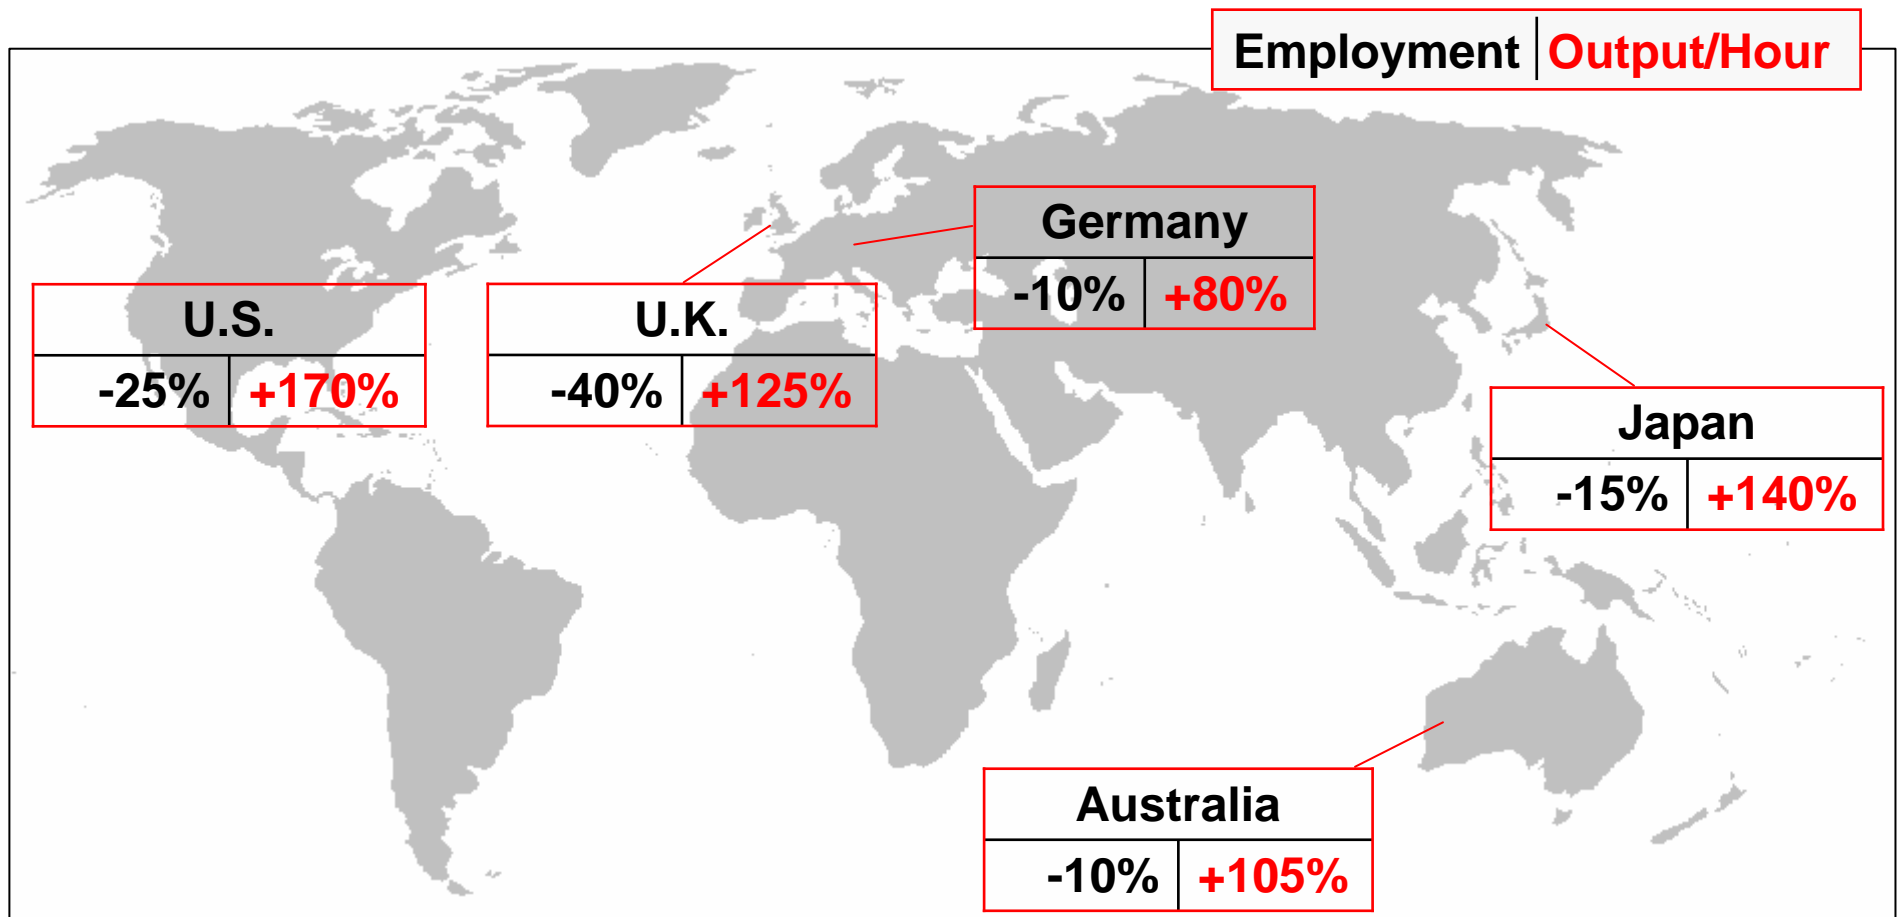 Employment Output/Hour
Germany
-10% +80%
U.S.
-25% +170%
U.K.
-40% +125%
Japan
-15% +140%
Australia
-10% +105%